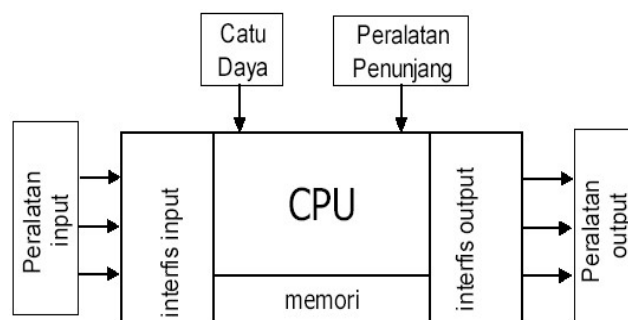 Catu
Daya
Peralatan
Penunjang
Peralatan
input
interfis input
CPU
memori
interfis output
Peralatan
output